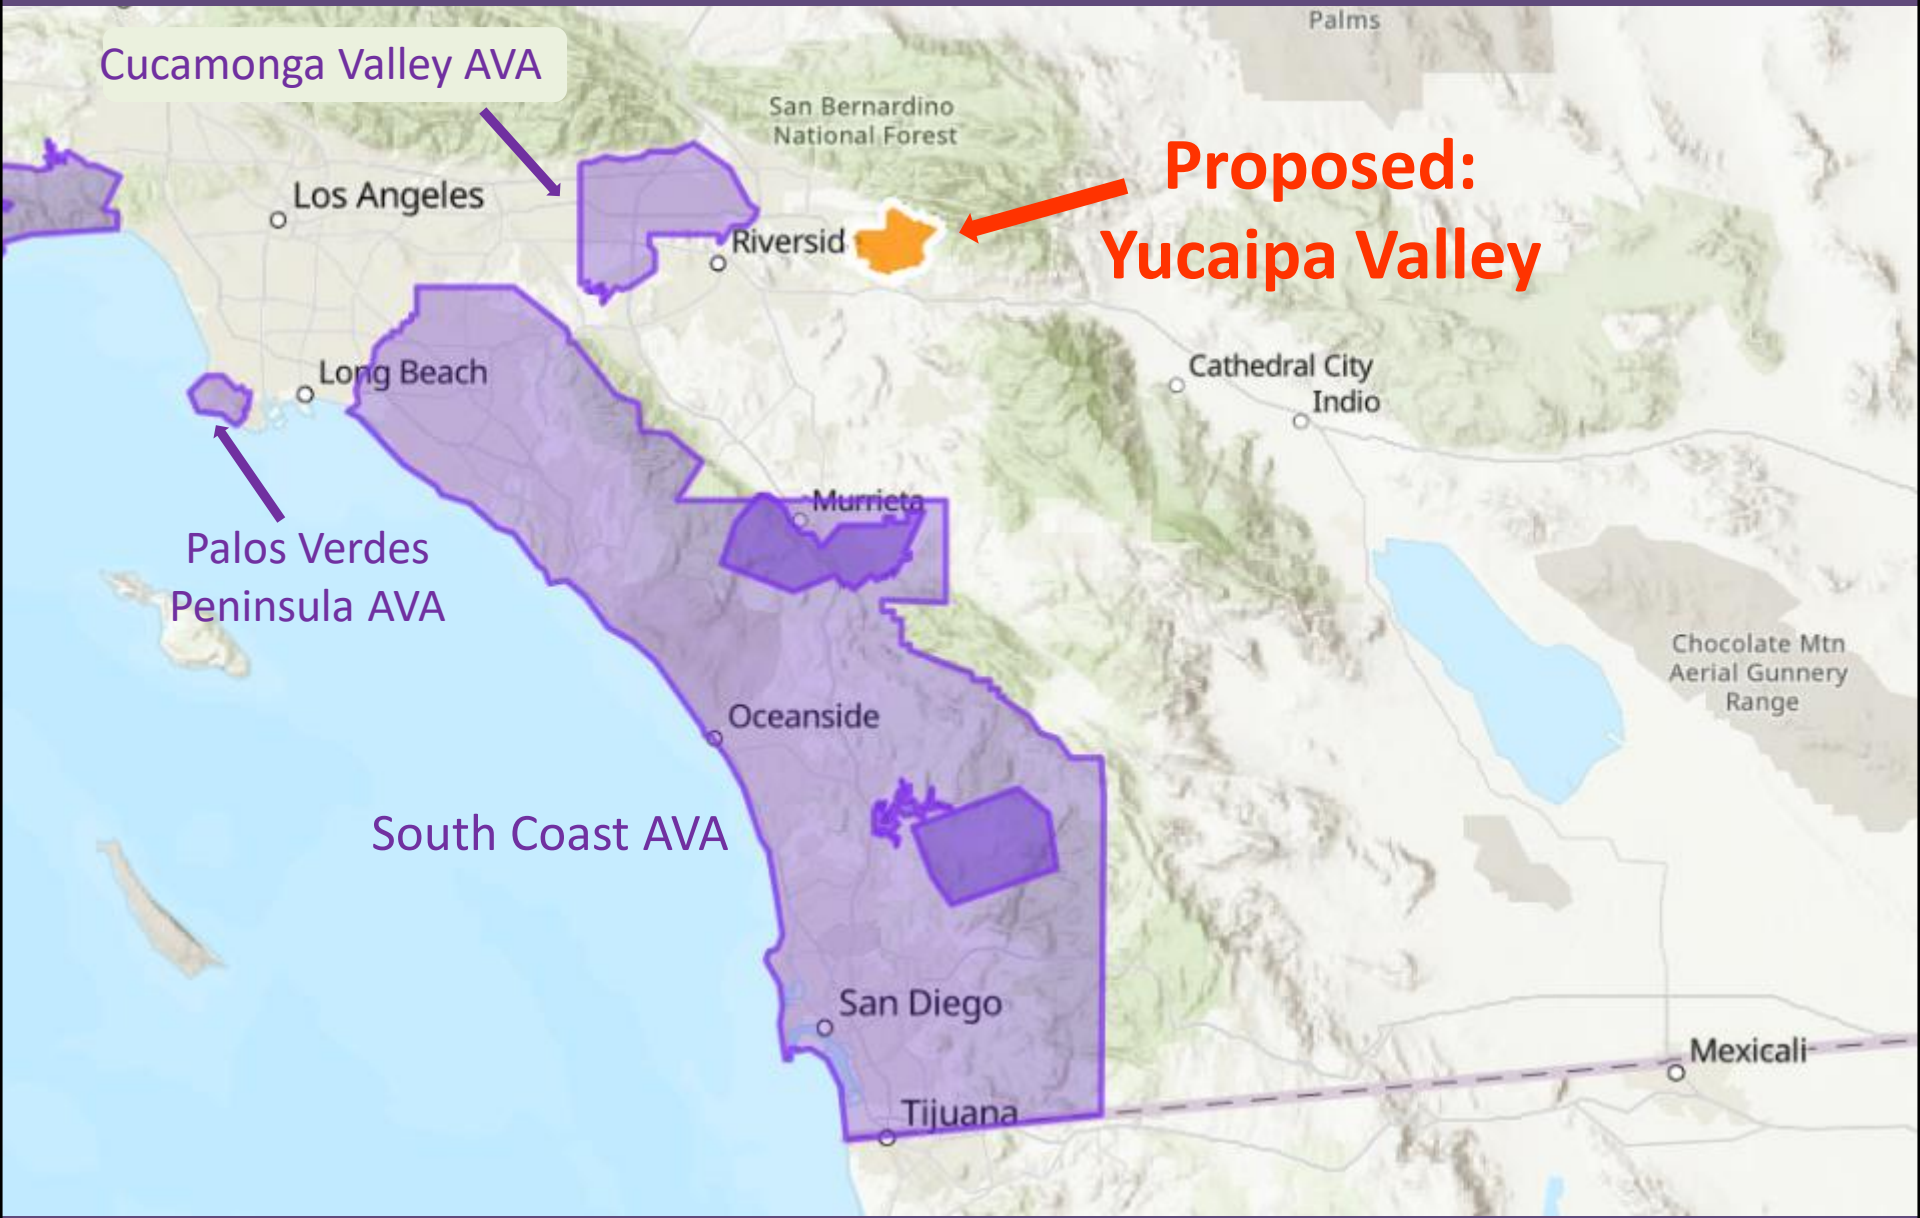 Palms
Cucamonga Valley AVA
San Bernardino
National Forest
Proposed:
Yucaipa Valley
Los Angeles
Riversid
Long Beach
Cathedral City
Indio
Murrieta
Palos Verdes
Peninsula AVA
Chocolate Mtn
Aerial Gunnery
Range
Oceanside
South Coast AVA
San Diego
Mexicali
Tijuana